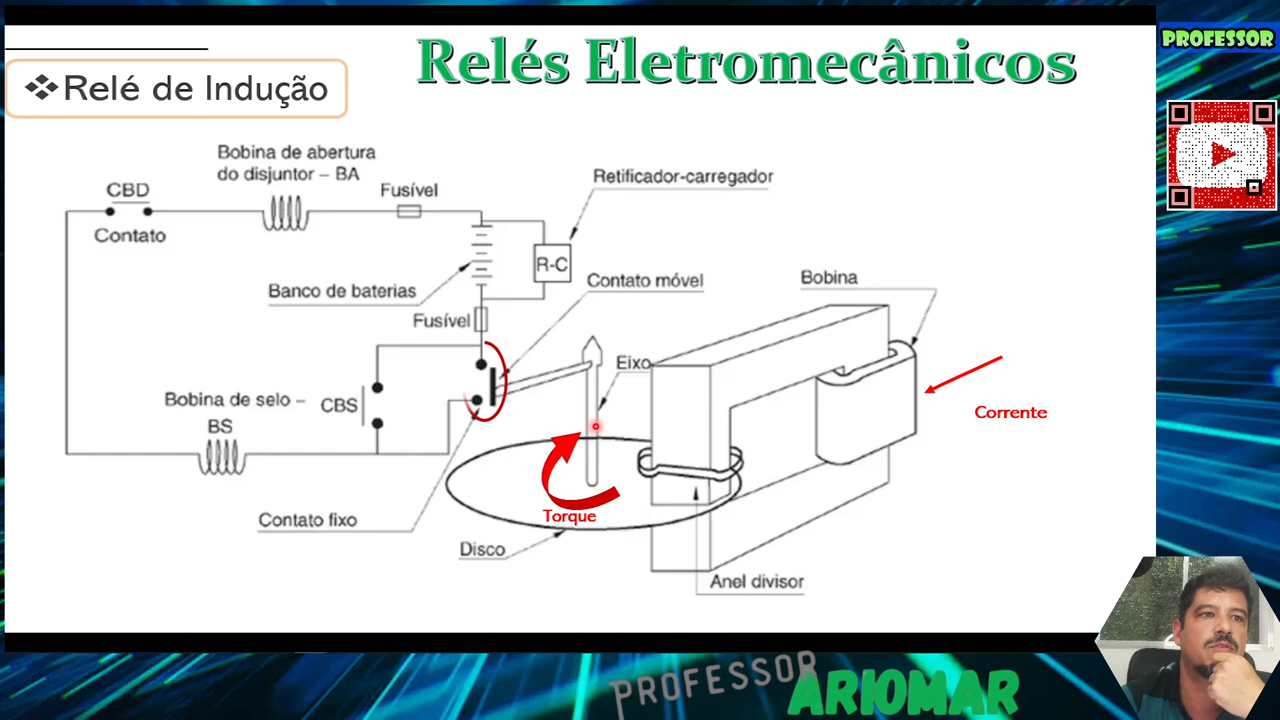 Relés Eletromecânicos
PROFESSOR
❖Relé de Indução
Bobina de abertura
do disjuntor – BA
CBD
Fusível
Retificador-carregador
Contato
R-C
Banco de baterias
Contato móvel
Bobina
Fusível
Eixo
Bobina de selo –
BS
CBS
Corrente
Contato fixo
Torque
Disco
Anel divisor
PROFESSOR
ARIOMAR